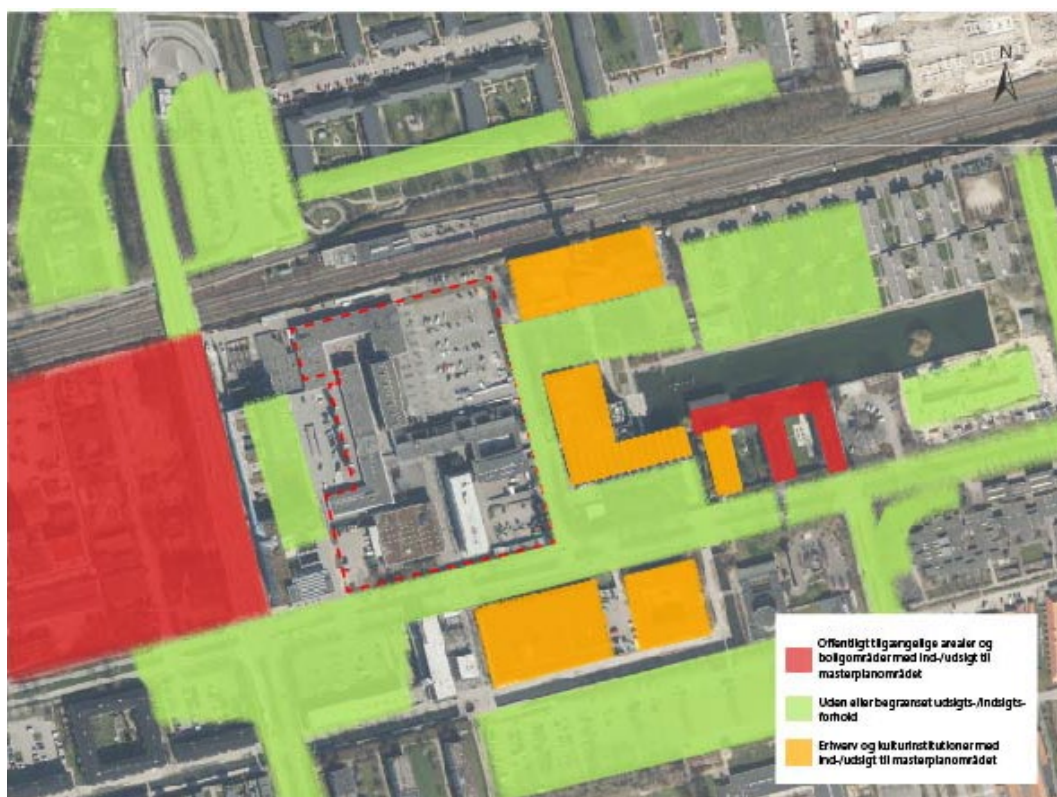 N
Offentligt tilgængelige arealer og
boligområder med ind-/udsigt til
masterplanområdet
Uden eller begrænset udsigts-/indsigts-
forhold
Erhverv og kulturinstitutioner med
ind-/udsigt til masterplanområdet